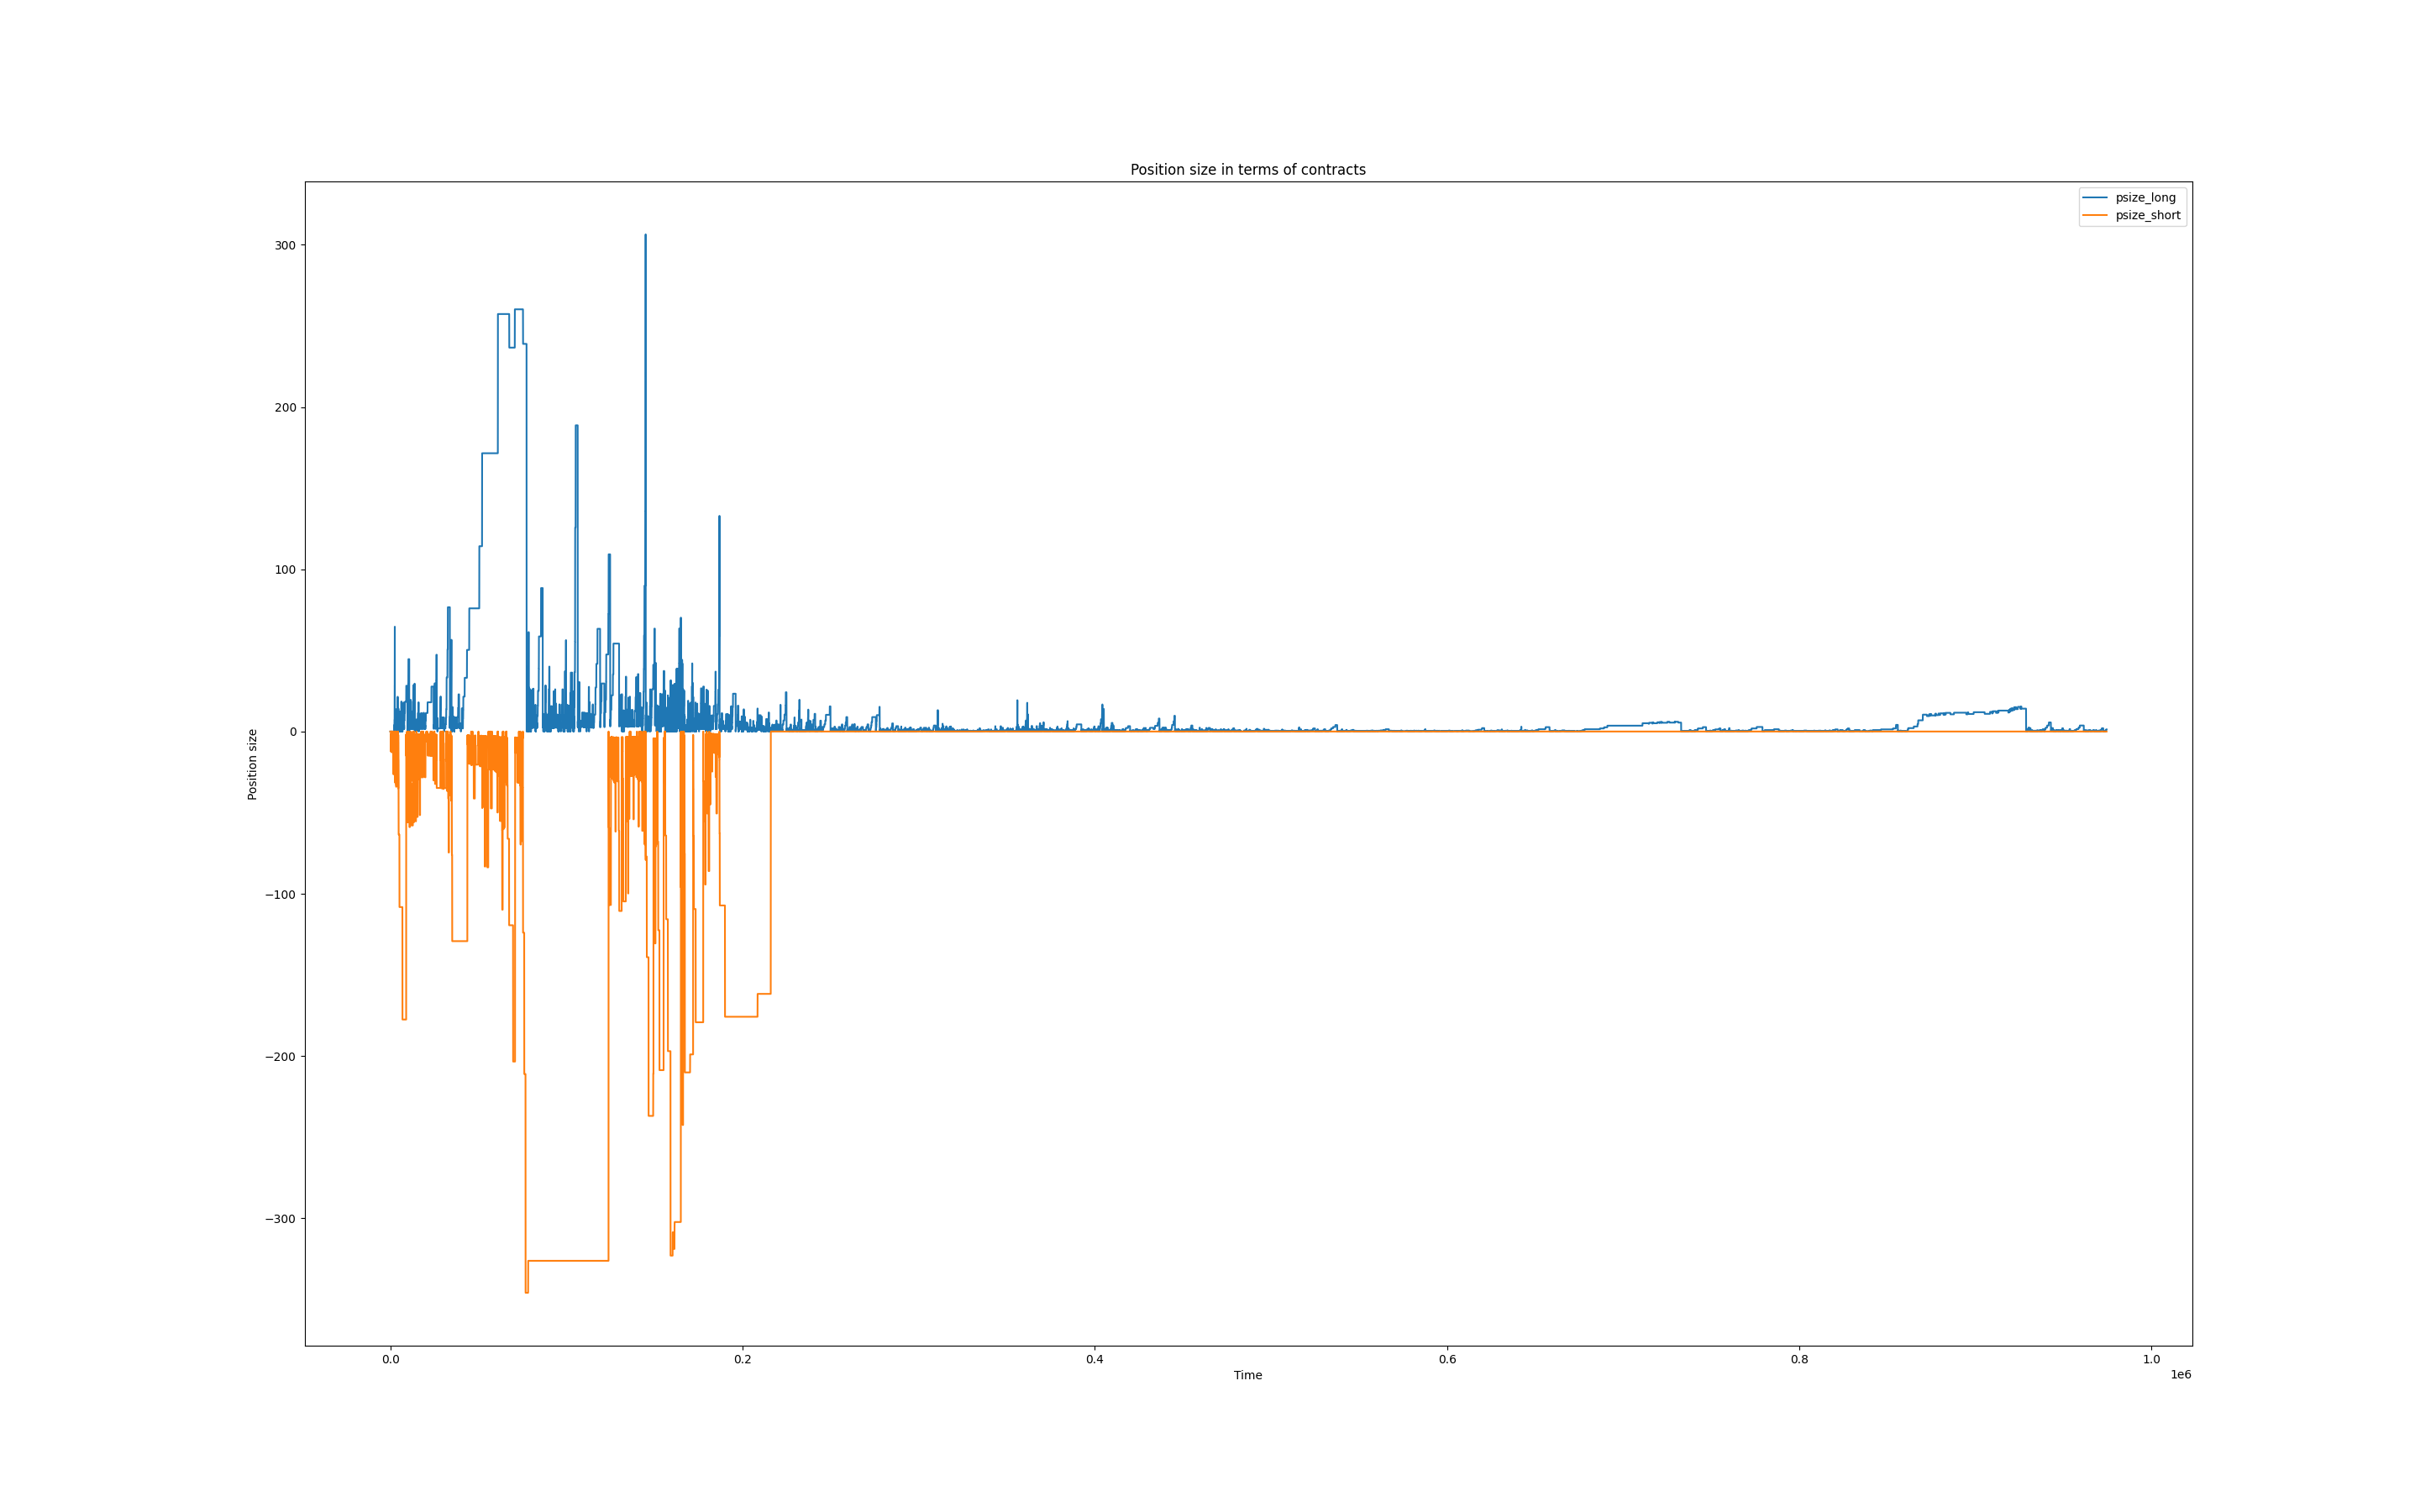 Position size in terms of contracts
psize_long
psize_short
Position size
300
200
100
0
−100
−200
−300
0.0
0.2
0.4
0.6
0.8
1.0
Time
1e6